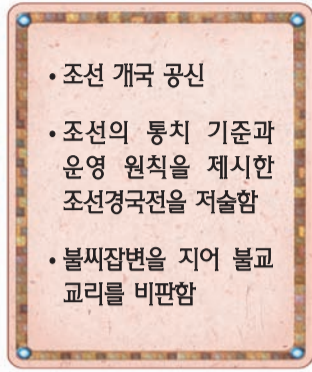 • 조선 개국 공신
• 조선의 통치 기준과
운영 원칙을 제시한
조선경국전을 저술함
• 불씨잡변을 지어 불교
교리를 비판함